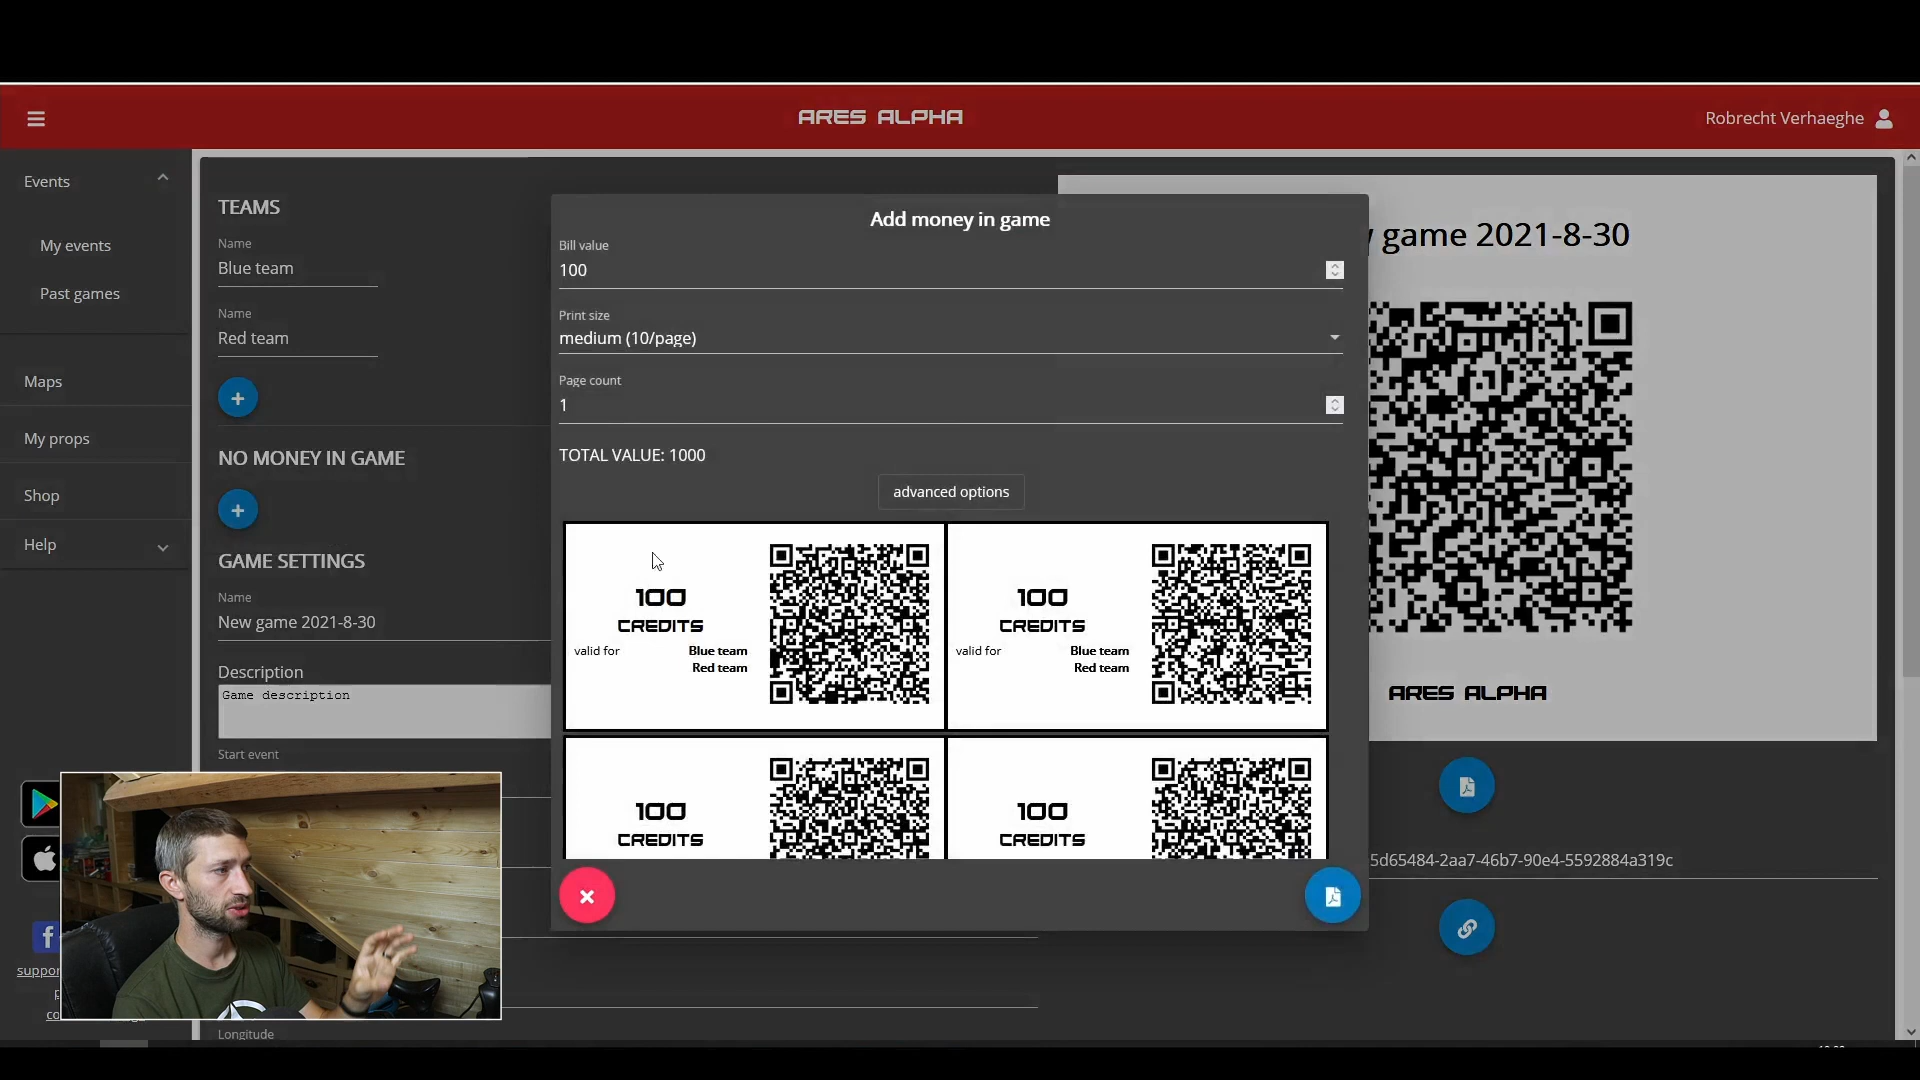 ARES ALPHA
Robrecht Verhaeghe
Events
My events
Past games
Maps
My props
Shop
Help
TEAMS
Name
Blue team
Name
Red team
NO MONEY IN GAME
GAME SETTINGS
Name
New game 2021-8-30
Description
Game description
Start event
Longitude
Add money in game
Bill value
100
Print size
medium (10/page)
Page count
1
TOTAL VALUE: 1000
advanced options
100
CREDITS
valid for Blue team
Red team
100
CREDITS
valid for Blue team
Red team
100
CREDITS
100
CREDITS
game 2021-8-30
ARES ALPHA
5d65484-2aa7-46b7-90e4-5592884a319c